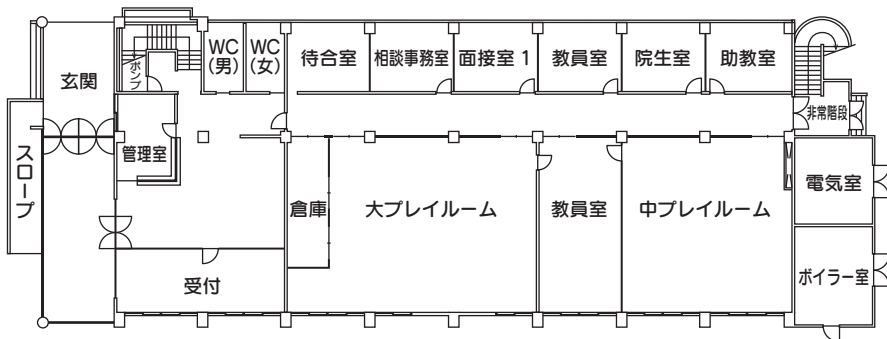 玄関
スロープ
ポンプ
WC
(男)
WC
(女)
待合室
相談事務室
面接室1
教員室
院生室
助教室
非常階段
管理室
倉庫
大プレイルーム
教員室
中プレイルーム
電気室
受付
ボイラー室